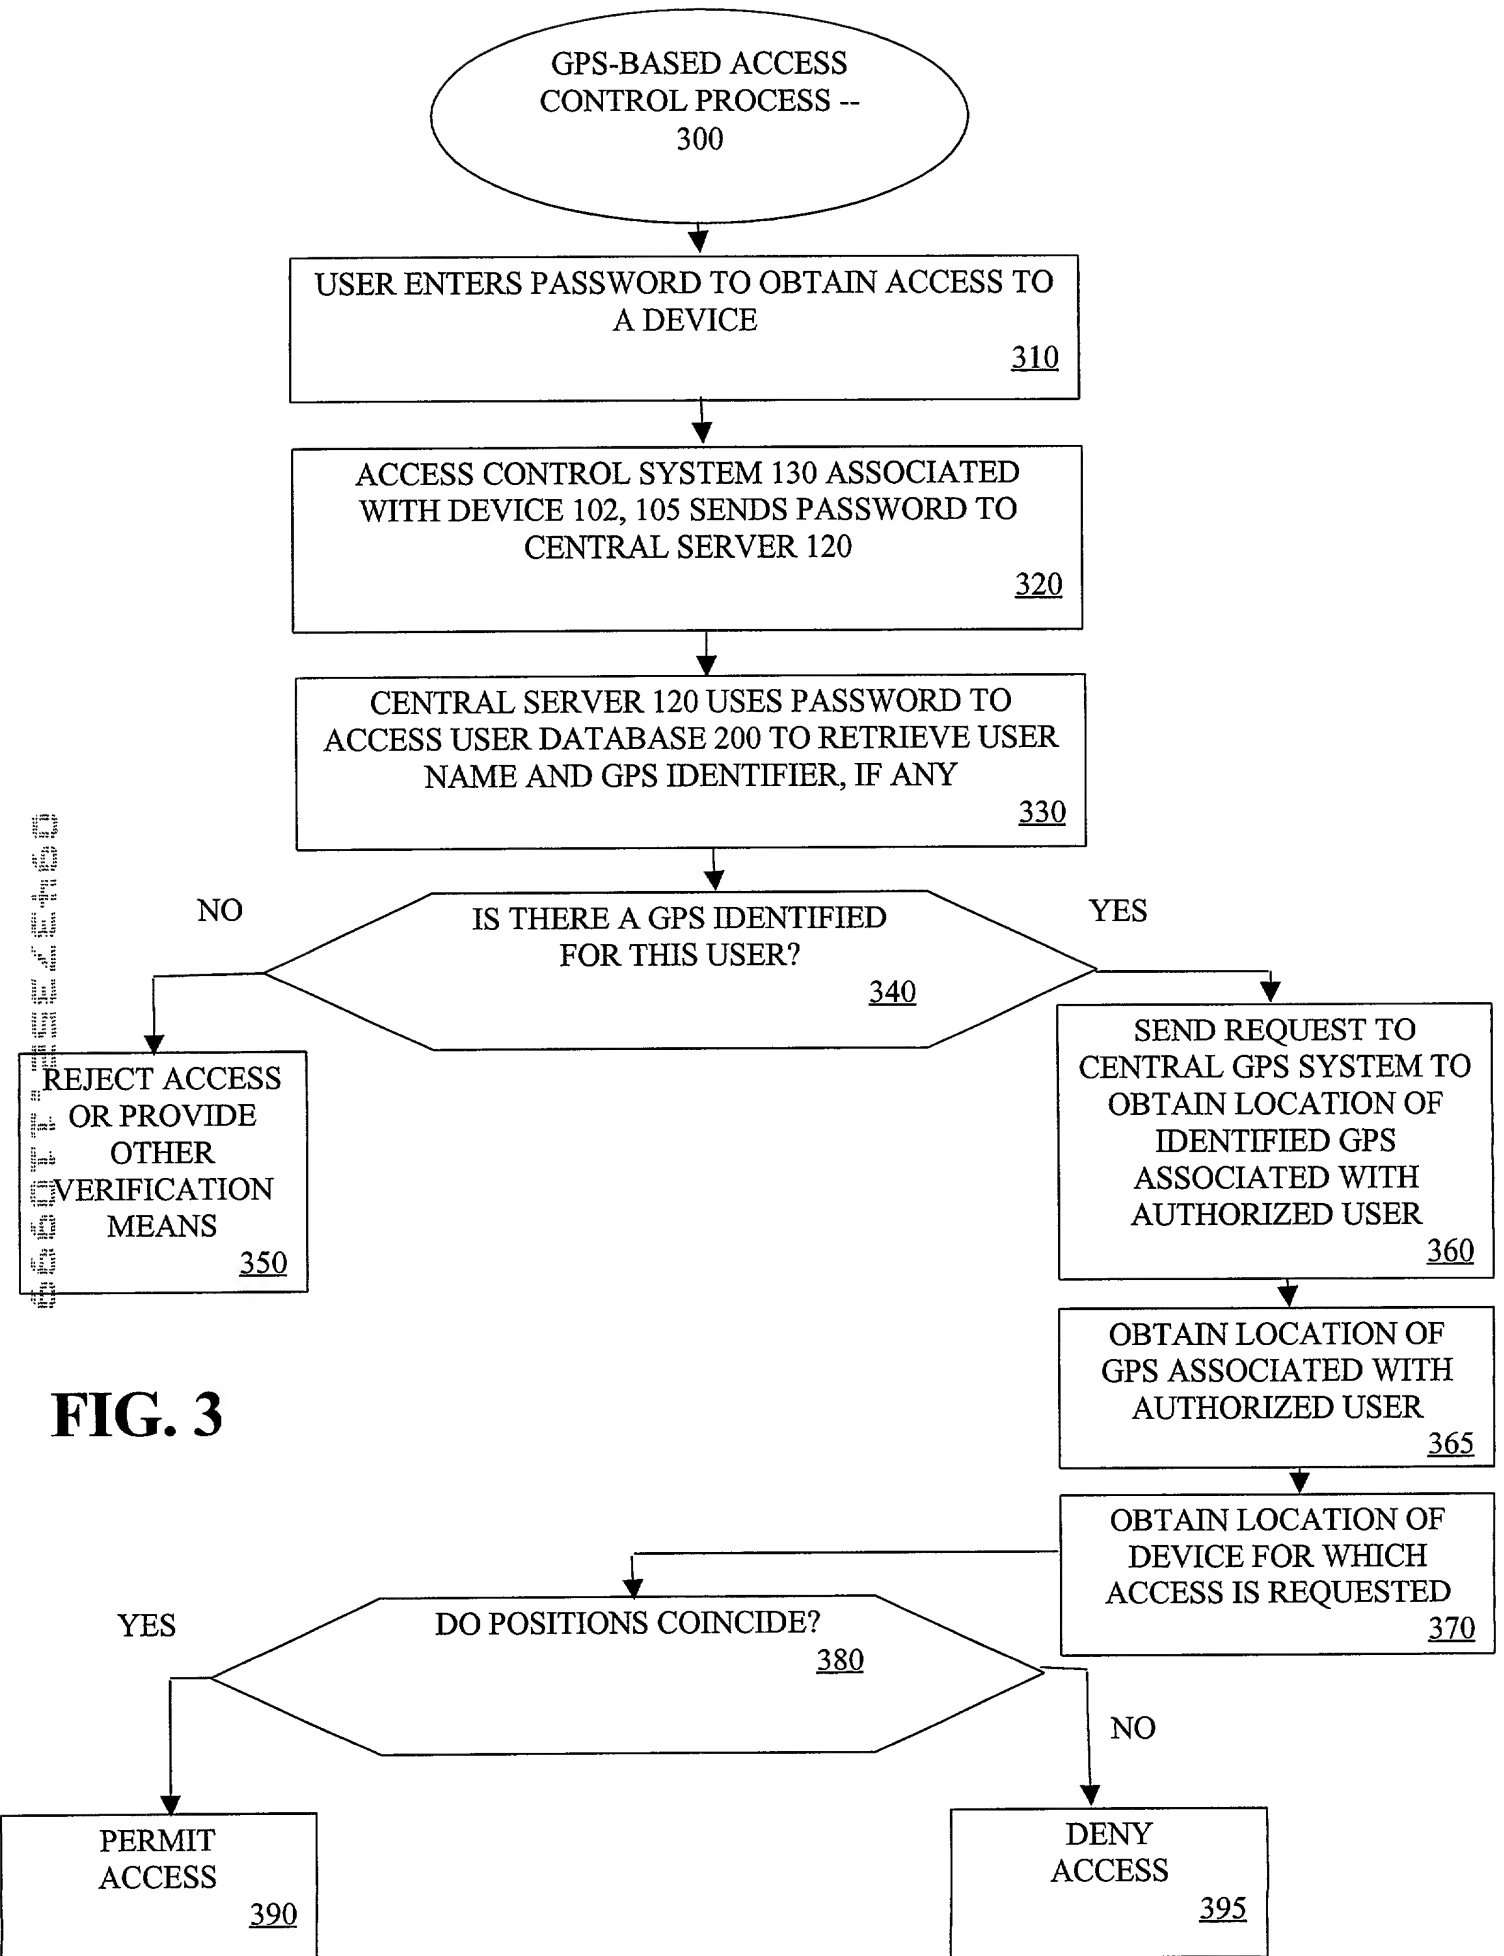 GPS-BASED ACCESS
CONTROL PROCESS --
300
USER ENTERS PASSWORD TO OBTAIN ACCESS TO
A DEVICE
310
ACCESS CONTROL SYSTEM 130 ASSOCIATED
WITH DEVICE 102, 105 SENDS PASSWORD TO
CENTRAL SERVER 120
320
CENTRAL SERVER 120 USES PASSWORD TO
ACCESS USER DATABASE 200 TO RETRIEVE USER
NAME AND GPS IDENTIFIER, IF ANY
330
NO
IS THERE A GPS IDENTIFIED
FOR THIS USER?
340
YES
REJECT ACCESS
OR PROVIDE
OTHER
VERIFICATION
MEANS
350
SEND REQUEST TO
CENTRAL GPS SYSTEM TO
OBTAIN LOCATION OF
IDENTIFIED GPS
ASSOCIATED WITH
AUTHORIZED USER
360
OBTAIN LOCATION OF
GPS ASSOCIATED WITH
AUTHORIZED USER
365
FIG. 3
OBTAIN LOCATION OF
DEVICE FOR WHICH
ACCESS IS REQUESTED
370
YES
DO POSITIONS COINCIDE?
380
NO
PERMIT
ACCESS
390
DENY
ACCESS
395